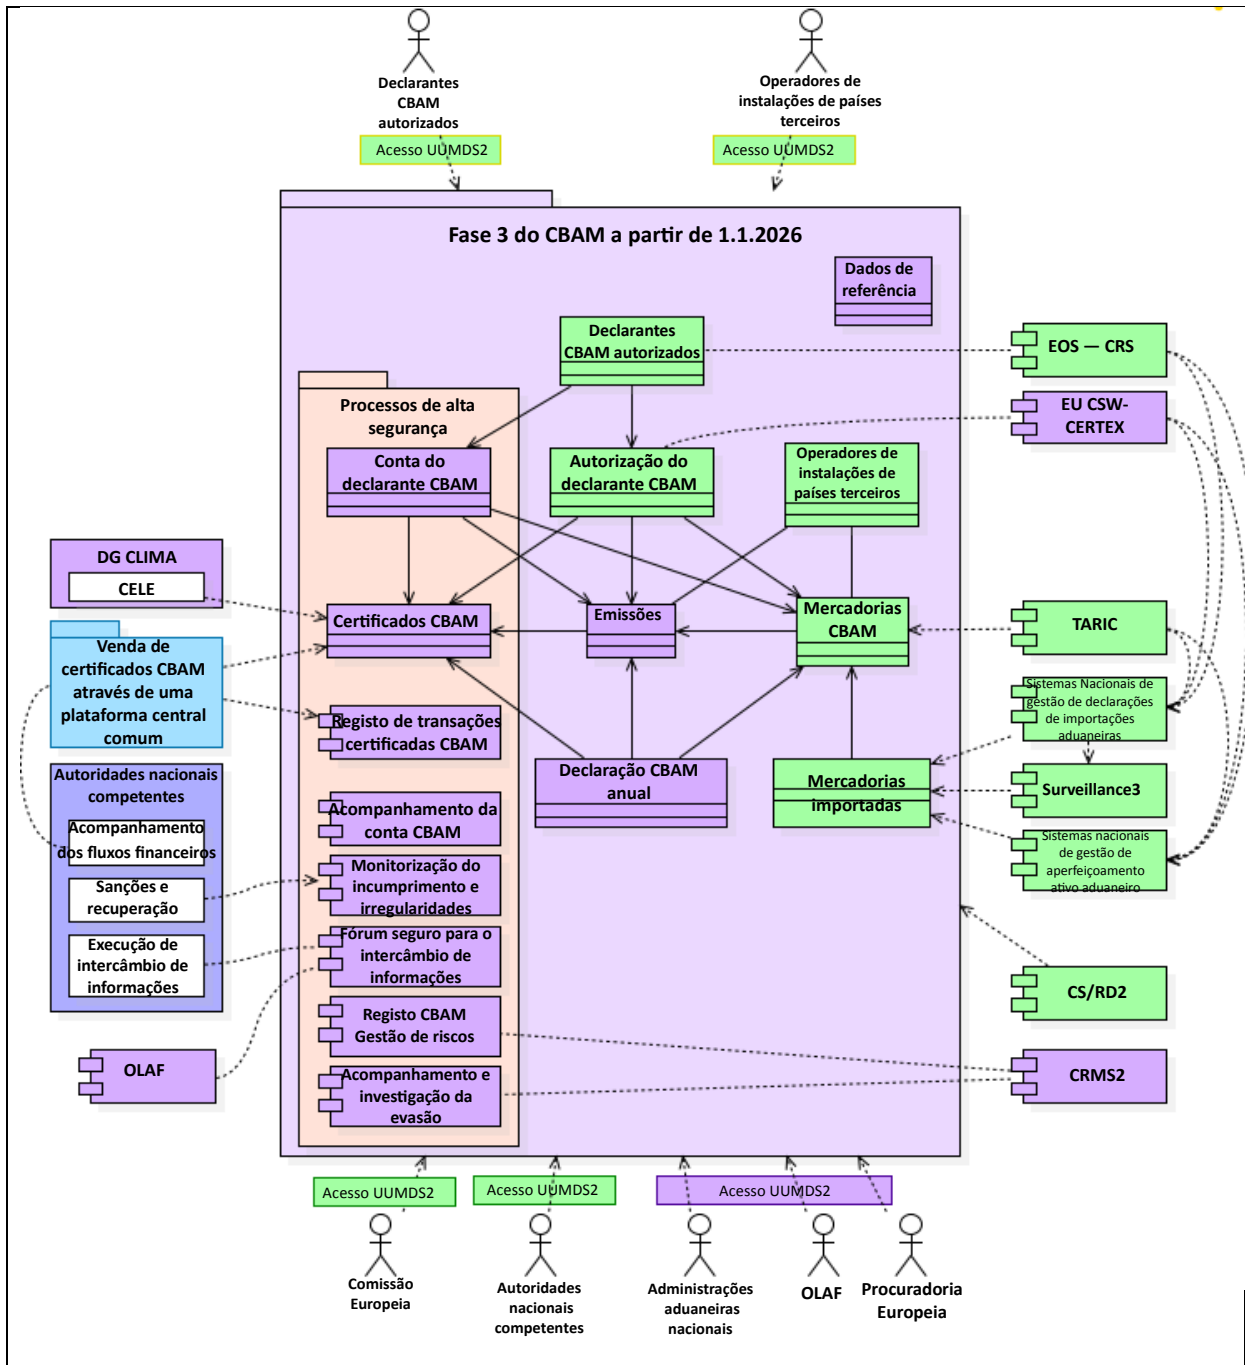 Declarantes
CBAM
autorizados
Acesso UUMDS2
Operadores de
instalações de países
terceiros
Acesso UUMDS2
Fase 3 do CBAM a partir de 1.1.2026
Dados de
referência
Declarantes
CBAM autorizados
EOS — CRS
EU CSW-
CERTEX
Processos de alta
segurança
Conta do
declarante CBAM
Autorização do
declarante CBAM
Operadores de
instalações de
países terceiros
DG CLIMA
CELE
Certificados CBAM
Emissões
Mercadorias
CBAM
TARIC
Venda de
certificados CBAM
através de uma
plataforma central
comum
Registo de transações
certificadas CBAM
Sistemas Nacionais de
gestão de declarações
de importações
aduaneiras
Declaração CBAM
anual
Mercadorias
importadas
Surveillance3
Autoridades nacionais
competentes
Acompanhamento
dos fluxos financeiros
Sanções e
recuperação
Execução de
intercâmbio de
informações
Acompanhamento da
conta CBAM
Monitorização do
incumprimento e
irregularidades
Fórum seguro para o
intercâmbio de
informações
Registo CBAM
Gestão de riscos
Acompanhamento e
investigação da
evasão
Sistemas nacionais
de gestão de
aperfeiçoamento
ativo aduaneiro
CS/RD2
CRMS2
OLAF
Acesso UUMDS2
Acesso UUMDS2
Acesso UUMDS2
Comissão
Europeia
Autoridades
nacionais
competentes
Administrações
aduaneiras
nacionais
OLAF
Procuradoria
Europeia